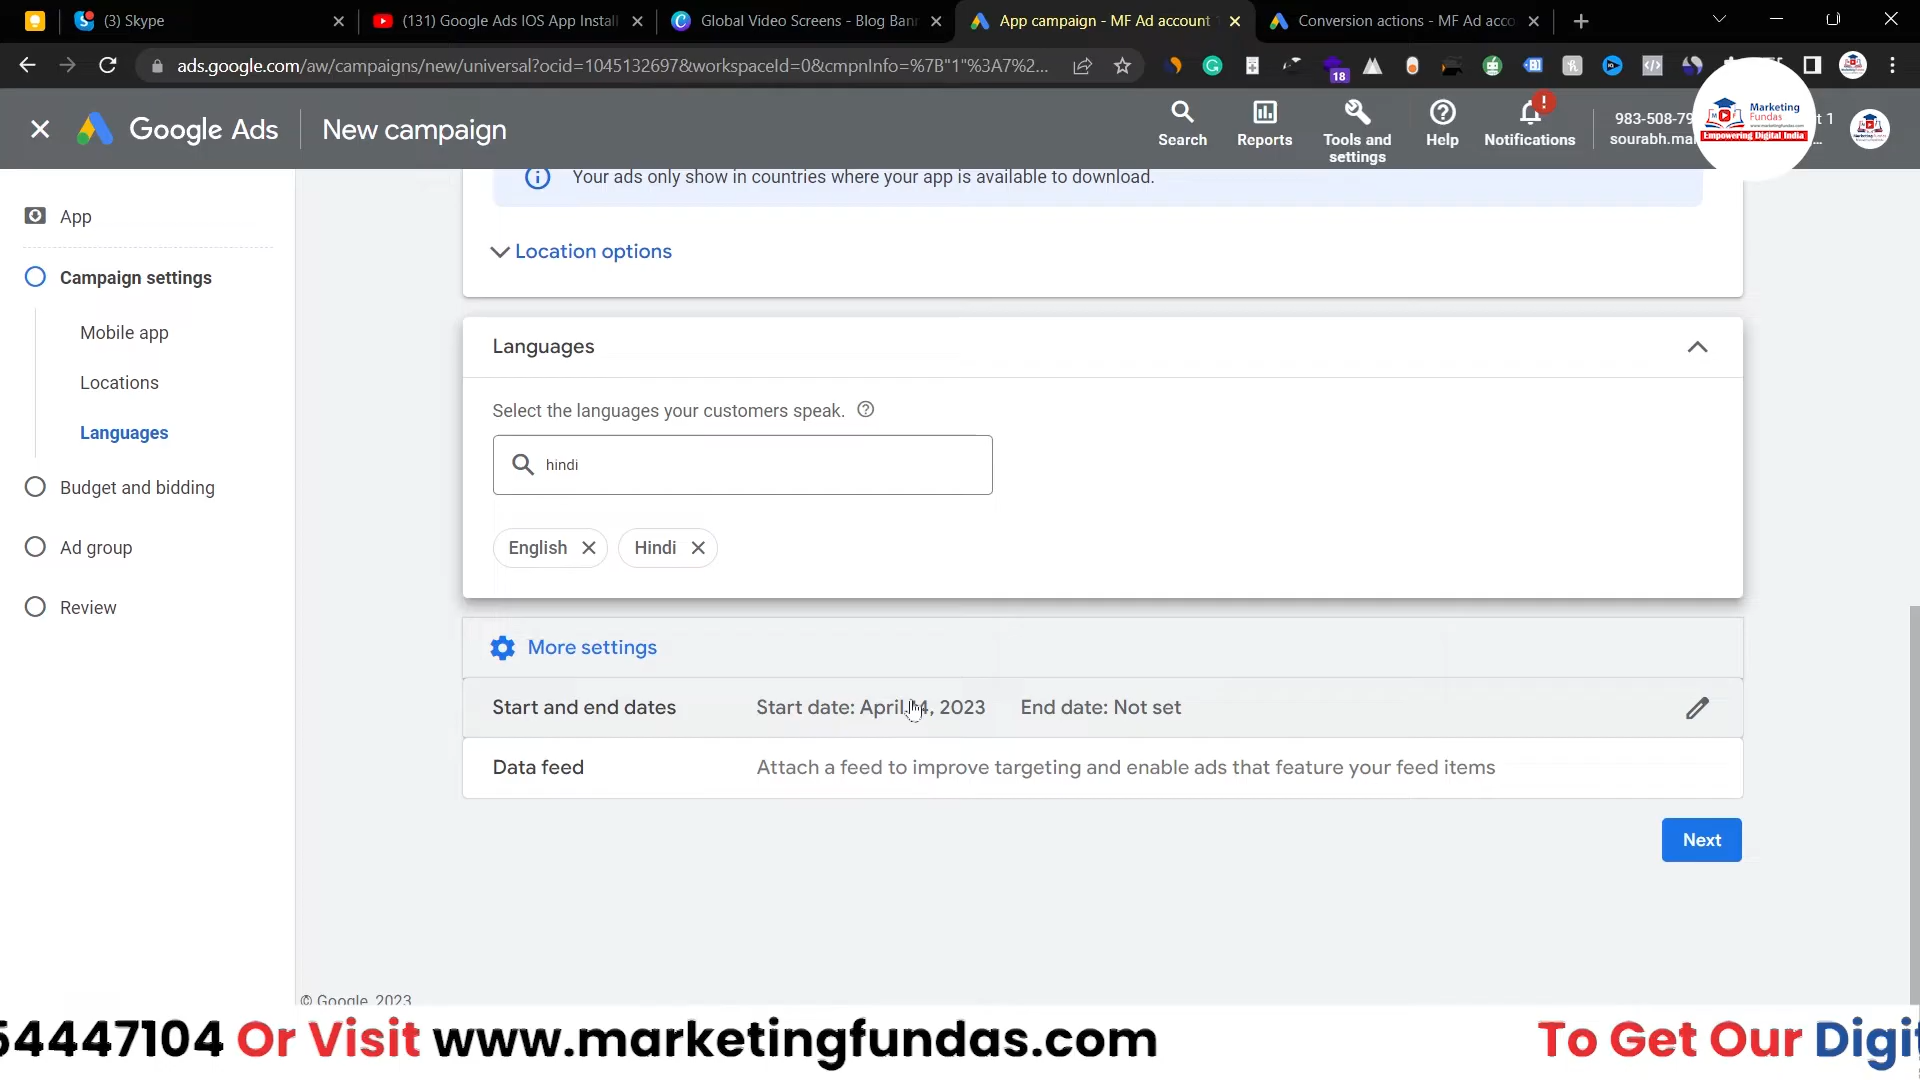 (3) Skype
(131) Google Ads IOS App Install
Global Video Screens - Blog Bann
App campaign - MF Ad account
Conversion actions - MF Ad acco
ads.google.com/aw/campaigns/new/universal?ocid=1045132697&workspaceId=0&cmpnInfo=%7B"1"%3A7%2...
18
Google Ads
New campaign
Search
Reports
Tools and
settings
Help
Notifications
983-508-79
t 1
sourabh.ma
...
Marketing
Fundas
Empowering Digital India
App
Campaign settings
Mobile app
Locations
Languages
Budget and bidding
Ad group
Review
Your ads only show in countries where your app is available to download.
Location options
Languages
Select the languages your customers speak.
hindi
English
Hindi
More settings
Start and end dates
Start date: April 4, 2023
End date: Not set
Data feed
Attach a feed to improve targeting and enable ads that feature your feed items
Next
© Google, 2023
54447104 Or Visit www.marketingfundas.com
To Get Our Digit